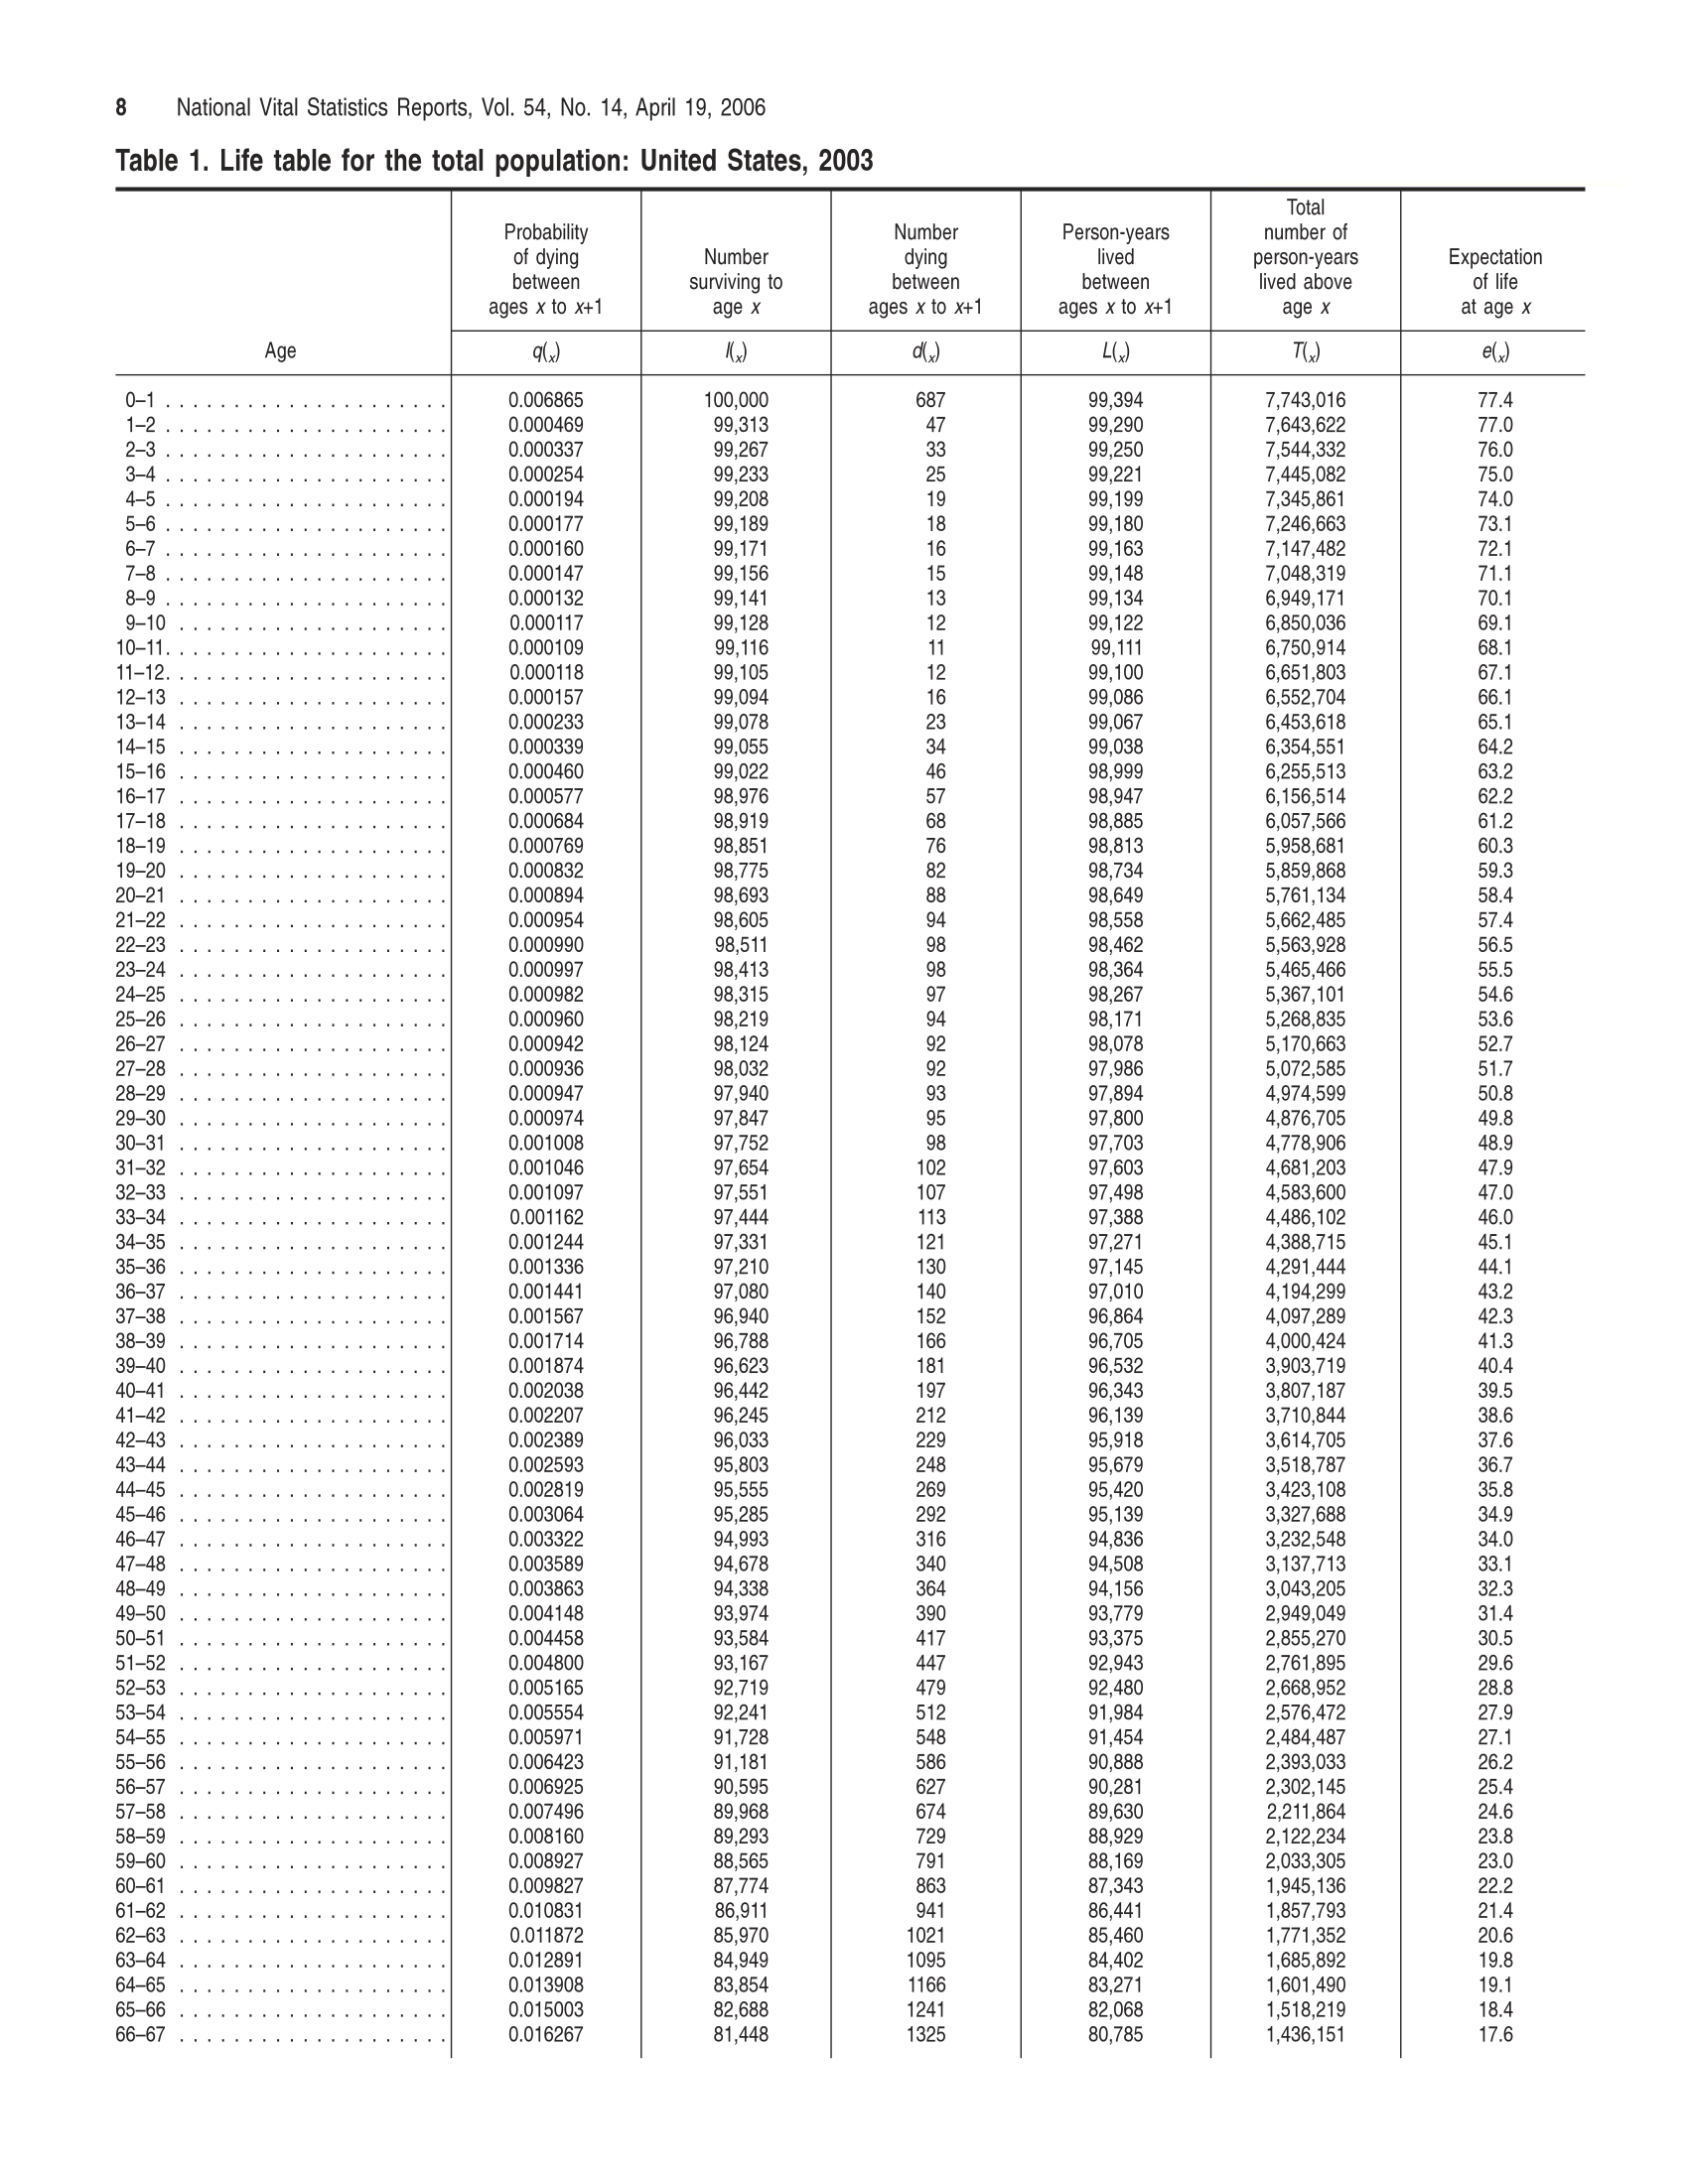 8 National Vital Statistics Reports, Vol. 54, No. 14, April 19, 2006
Table 1. Life table for the total population: United States, 2003
Age
Probability of dying between ages x to x+1 q(x)
Number surviving to age x l(x)
Number dying between ages x to x+1 d(x)
Person-years lived between ages x to x+1 L(x)
Total number of person-years lived above age x T(x)
Expectation of life at age x e(x)
0–1 0.006865 100,000 687 99,394 7,743,016 77.4
1–2 0.000469 99,313 47 99,290 7,643,622 77.0
2–3 0.000337 99,267 33 99,250 7,544,332 76.0
3–4 0.000254 99,233 25 99,221 7,445,082 75.0
4–5 0.000194 99,208 19 99,199 7,345,861 74.0
5–6 0.000177 99,189 18 99,180 7,246,663 73.1
6–7 0.000160 99,171 16 99,163 7,147,482 72.1
7–8 0.000147 99,156 15 99,148 7,048,319 71.1
8–9 0.000132 99,141 13 99,134 6,949,171 70.1
9–10 0.000117 99,128 12 99,122 6,850,036 69.1
10–11 0.000109 99,116 11 99,111 6,750,914 68.1
11–12 0.000118 99,105 12 99,100 6,651,803 67.1
12–13 0.000157 99,094 16 99,086 6,552,704 66.1
13–14 0.000233 99,078 23 99,067 6,453,618 65.1
14–15 0.000339 99,055 34 99,038 6,354,551 64.2
15–16 0.000460 99,022 46 98,999 6,255,513 63.2
16–17 0.000577 98,976 57 98,947 6,156,514 62.2
17–18 0.000684 98,919 68 98,885 6,057,566 61.2
18–19 0.000769 98,851 76 98,813 5,958,681 60.3
19–20 0.000832 98,775 82 98,734 5,859,868 59.3
20–21 0.000894 98,693 88 98,649 5,761,134 58.4
21–22 0.000954 98,605 94 98,558 5,662,485 57.4
22–23 0.000990 98,511 98 98,462 5,563,928 56.5
23–24 0.000997 98,413 98 98,364 5,465,466 55.5
24–25 0.000982 98,315 97 98,267 5,367,101 54.6
25–26 0.000960 98,219 94 98,171 5,268,835 53.6
26–27 0.000942 98,124 92 98,078 5,170,663 52.7
27–28 0.000936 98,032 92 97,986 5,072,585 51.7
28–29 0.000947 97,940 93 97,894 4,974,599 50.8
29–30 0.000974 97,847 95 97,800 4,876,705 49.8
30–31 0.001008 97,752 98 97,703 4,778,906 48.9
31–32 0.001046 97,654 102 97,603 4,681,203 47.9
32–33 0.001097 97,551 107 97,498 4,583,600 47.0
33–34 0.001162 97,444 113 97,388 4,486,102 46.0
34–35 0.001244 97,331 121 97,271 4,388,715 45.1
35–36 0.001336 97,210 130 97,145 4,291,444 44.1
36–37 0.001441 97,080 140 97,010 4,194,299 43.2
37–38 0.001567 96,940 152 96,864 4,097,289 42.3
38–39 0.001714 96,788 166 96,705 4,000,424 41.3
39–40 0.001874 96,623 181 96,532 3,903,719 40.4
40–41 0.002038 96,442 197 96,343 3,807,187 39.5
41–42 0.002207 96,245 212 96,139 3,710,844 38.6
42–43 0.002389 96,033 229 95,918 3,614,705 37.6
43–44 0.002593 95,803 248 95,679 3,518,787 36.7
44–45 0.002819 95,555 269 95,420 3,423,108 35.8
45–46 0.003064 95,285 292 95,139 3,327,688 34.9
46–47 0.003322 94,993 316 94,836 3,232,548 34.0
47–48 0.003589 94,678 340 94,508 3,137,713 33.1
48–49 0.003863 94,338 364 94,156 3,043,205 32.3
49–50 0.004148 93,974 390 93,779 2,949,049 31.4
50–51 0.004458 93,584 417 93,375 2,855,270 30.5
51–52 0.004800 93,167 447 92,943 2,761,895 29.6
52–53 0.005165 92,719 479 92,480 2,668,952 28.8
53–54 0.005554 92,241 512 91,984 2,576,472 27.9
54–55 0.005971 91,728 548 91,454 2,484,487 27.1
55–56 0.006423 91,181 586 90,888 2,393,033 26.2
56–57 0.006925 90,595 627 90,281 2,302,145 25.4
57–58 0.007496 89,968 674 89,630 2,211,864 24.6
58–59 0.008160 89,293 729 88,929 2,122,234 23.8
59–60 0.008927 88,565 791 88,169 2,033,305 23.0
60–61 0.009827 87,774 863 87,343 1,945,136 22.2
61–62 0.010831 86,911 941 86,441 1,857,793 21.4
62–63 0.011872 85,970 1021 85,460 1,771,352 20.6
63–64 0.012891 84,949 1095 84,402 1,685,892 19.8
64–65 0.013908 83,854 1166 83,271 1,601,490 19.1
65–66 0.015003 82,688 1241 82,068 1,518,219 18.4
66–67 0.016267 81,448 1325 80,785 1,436,151 17.6